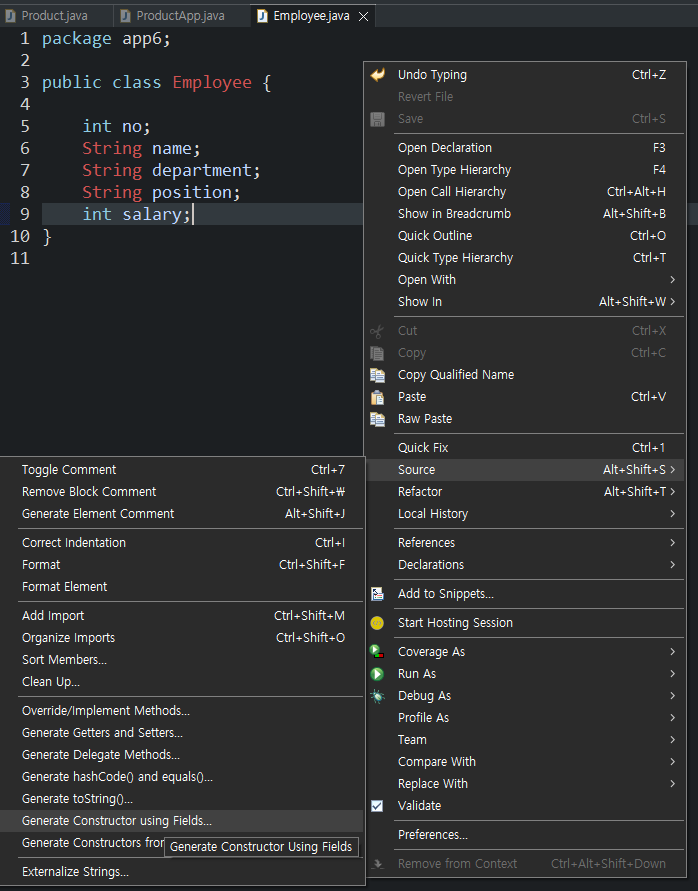 Product.java
ProductApp.java
Employee.java
1 package app6;
2
3 public class Employee {
4
5 int no;
6 String name;
7 String department;
8 String position;
9 int salary;
10 }
11
Undo Typing Ctrl+Z
Revert File
Save Ctrl+S
Open Declaration F3
Open Type Hierarchy F4
Open Call Hierarchy Ctrl+Alt+H
Show in Breadcrumb Alt+Shift+B
Quick Outline Ctrl+O
Quick Type Hierarchy Ctrl+T
Open With
Show In Alt+Shift+W
Cut Ctrl+X
Copy Ctrl+C
Copy Qualified Name
Paste Ctrl+V
Raw Paste
Quick Fix Ctrl+1
Source Alt+Shift+S
Refactor Alt+Shift+T
Local History
References
Declarations
Add to Snippets...
Start Hosting Session
Coverage As
Run As
Debug As
Profile As
Team
Compare With
Replace With
Validate
Preferences...
Remove from Context Ctrl+Alt+Shift+Down
Toggle Comment Ctrl+7
Remove Block Comment Ctrl+Shift+₩
Generate Element Comment Alt+Shift+J
Correct Indentation Ctrl+I
Format Ctrl+Shift+F
Format Element
Add Import Ctrl+Shift+M
Organize Imports Ctrl+Shift+O
Sort Members...
Clean Up...
Override/Implement Methods...
Generate Getters and Setters...
Generate Delegate Methods...
Generate hashCode() and equals()...
Generate toString()...
Generate Constructor using Fields...
Generate Constructors from
Generate Constructor Using Fields
Externalize Strings...